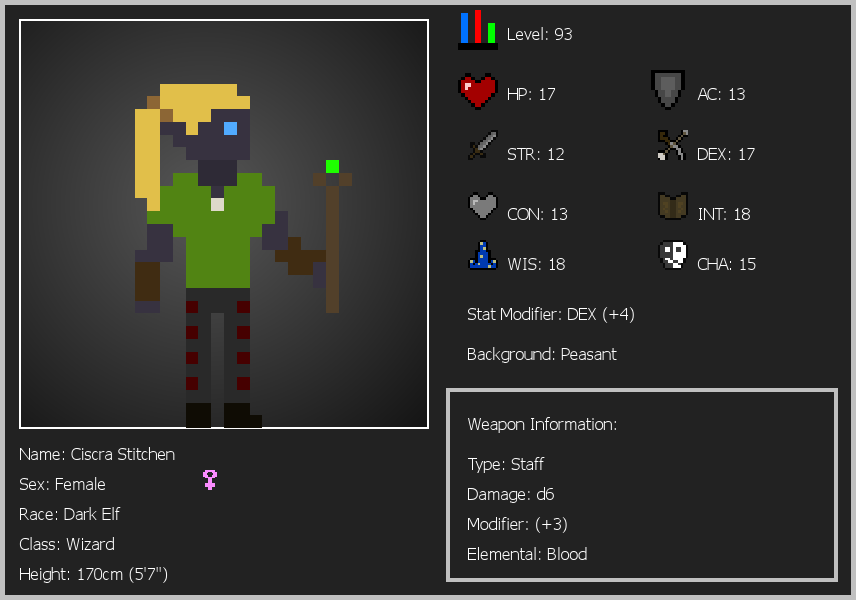 Level: 93
HP: 17
AC: 13
STR: 12
DEX: 17
CON: 13
INT: 18
WIS: 18
CHA: 15
Stat Modifier: DEX (+4)
Background: Peasant
Weapon Information:
Type: Staff
Damage: d6
Modifier: (+3)
Elemental: Blood
Name: Ciscra Stitchen
Sex: Female
Race: Dark Elf
Class: Wizard
Height: 170cm (5'7")